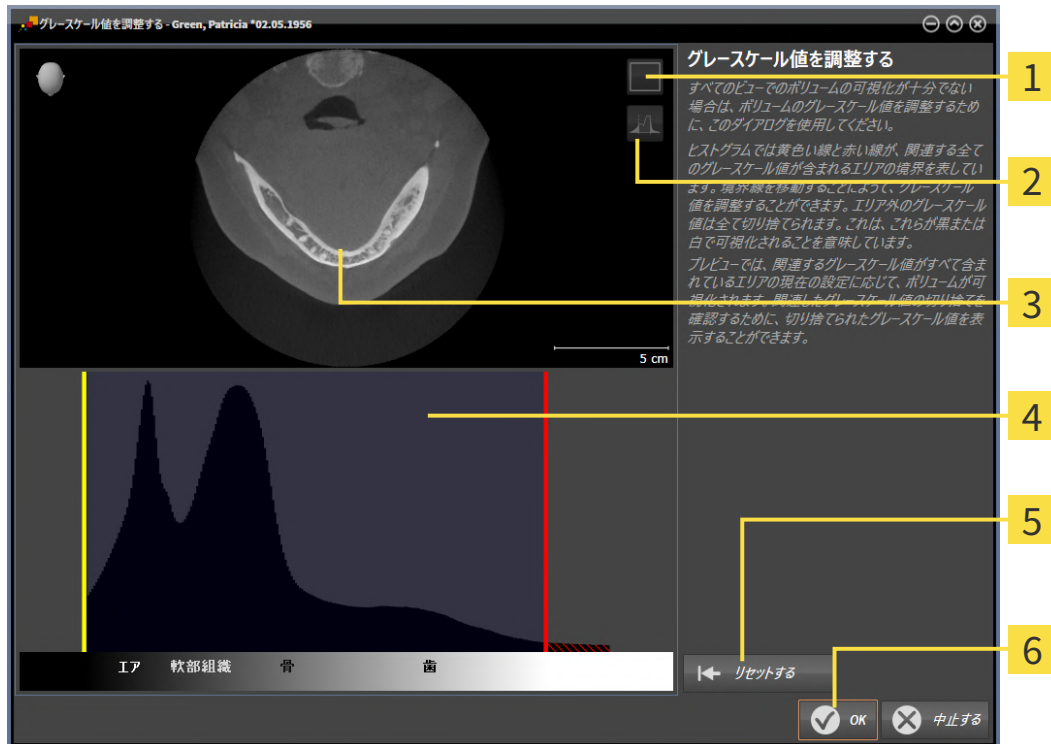 グレースケール値を調整する - Green, Patricia *02.05.1956
グレースケール値を調整する
すべてのビューでのボリュームの可視化が十分でない
場合は、ボリュームのグレースケール値を調整するため
に、このダイアログを使用してください。
ヒストグラムでは黄色い線と赤い線が、関連する全て
のグレースケール値が含まれるエリアの境界を表してい
ます。境界線を移動することによって、グレースケール
値を調整することができます。エリア外のグレースケール
値は全て切り捨てられます。これは、これらが黒または
白で可視化されることを意味しています。
プレビューでは、関連するグレースケール値がすべて含ま
れているエリアの現在の設定に応じて、ボリュームが可
視化されます。関連したグレースケール値の切り捨てを
確認するために、切り捨てられたグレースケール値を表
示することができます。
5 cm
エア 軟部組織 骨 歯
リセットする
OK 中止する
1
2
3
4
5
6